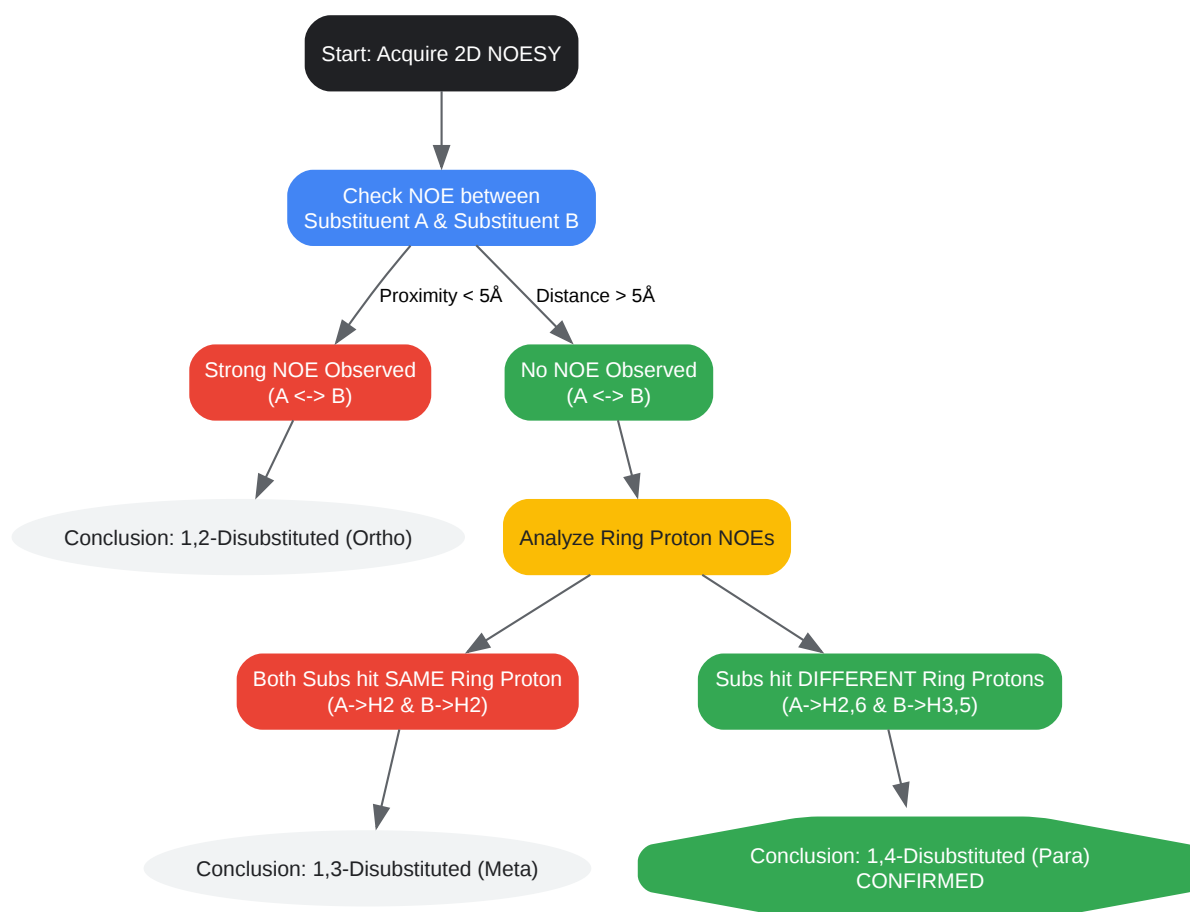 Start: Acquire 2D NOESY
Check NOE between
Substituent A & Substituent B
Proximity < 5Å
Distance > 5Å
Strong NOE Observed
(A <-> B)
No NOE Observed
(A <-> B)
Conclusion: 1,2-Disubstituted (Ortho)
Analyze Ring Proton NOEs
Both Subs hit SAME Ring Proton
(A->H2 & B->H2)
Subs hit DIFFERENT Ring Protons
(A->H2,6 & B->H3,5)
Conclusion: 1,3-Disubstituted (Meta)
Conclusion: 1,4-Disubstituted (Para)
CONFIRMED